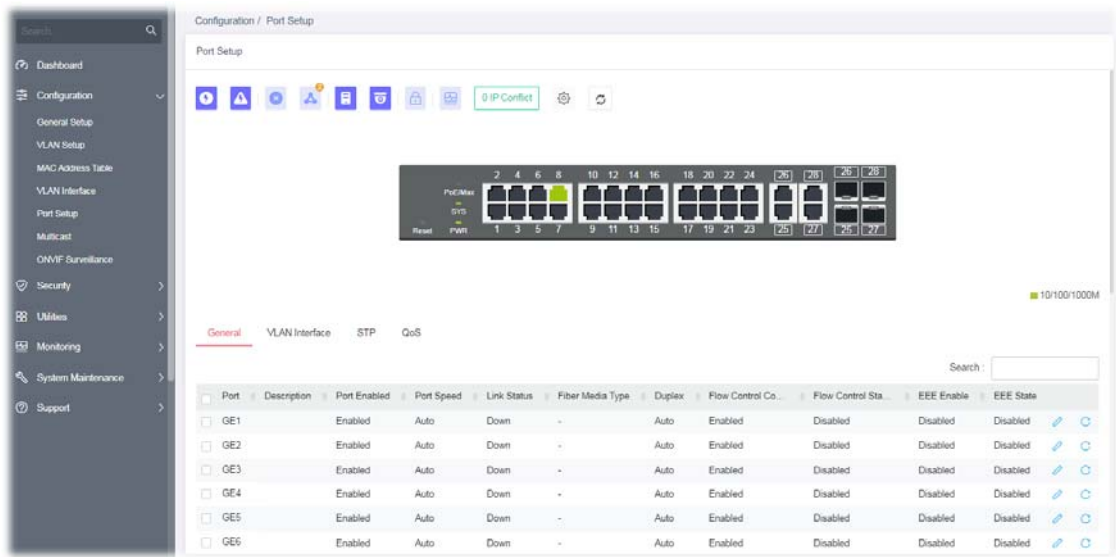 Configuration / Port Setup
Search
Port Setup
Dashboard
Configuration
General Setup
VLAN Setup
MAC Address Table
VLAN Interface
Port Setup
Multicast
ONVIF Surveillance
Security
Utilities
Monitoring
System Maintenance
Support
2
0 IP Conflict
2 4 6 8 10 12 14 16 18 20 22 24 26 28 26 28
PoE/Max
SYS
Reset PWR 1 3 5 7 9 11 13 15 17 19 21 23 25 27 25 27
10/100/1000M
General VLAN Interface STP QoS
Search :
Port Description Port Enabled Port Speed Link Status Fiber Media Type Duplex Flow Control Co... Flow Control Sta... EEE Enable EEE State
GE1 Enabled Auto Down - Auto Enabled Disabled Disabled Disabled
GE2 Enabled Auto Down - Auto Enabled Disabled Disabled Disabled
GE3 Enabled Auto Down - Auto Enabled Disabled Disabled Disabled
GE4 Enabled Auto Down - Auto Enabled Disabled Disabled Disabled
GE5 Enabled Auto Down - Auto Enabled Disabled Disabled Disabled
GE6 Enabled Auto Down - Auto Enabled Disabled Disabled Disabled